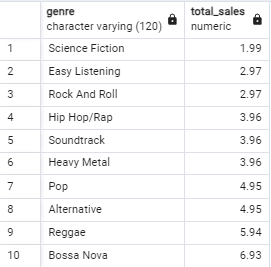 genre total_sales
character varying (120) numeric
1 Science Fiction 1.99
2 Easy Listening 2.97
3 Rock And Roll 2.97
4 Hip Hop/Rap 3.96
5 Soundtrack 3.96
6 Heavy Metal 3.96
7 Pop 4.95
8 Alternative 4.95
9 Reggae 5.94
10 Bossa Nova 6.93